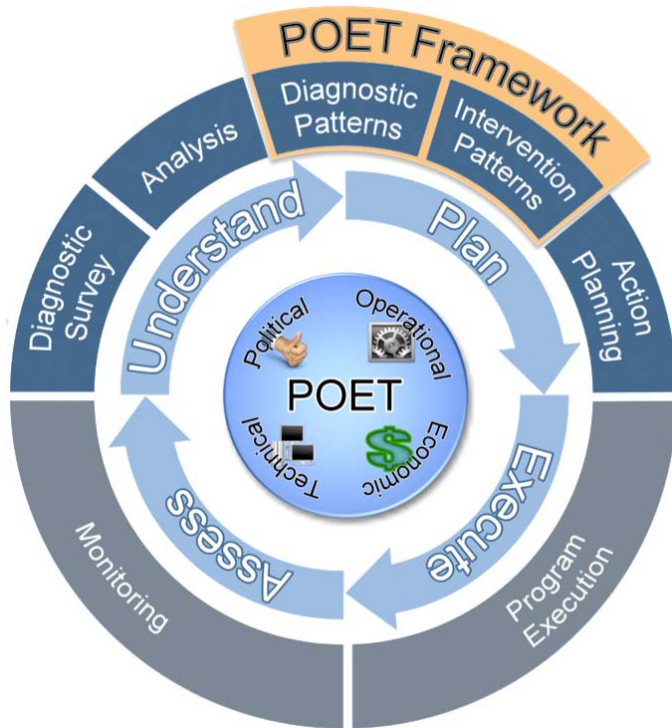 POET Framework
Diagnostic
Patterns
Intervention
Patterns
Analysis
Diagnostic
Survey
Action
Planning
Understand
Plan
Execute
Assess
Political
Operational
POET
Technical
Economic
Monitoring
Program
Execution